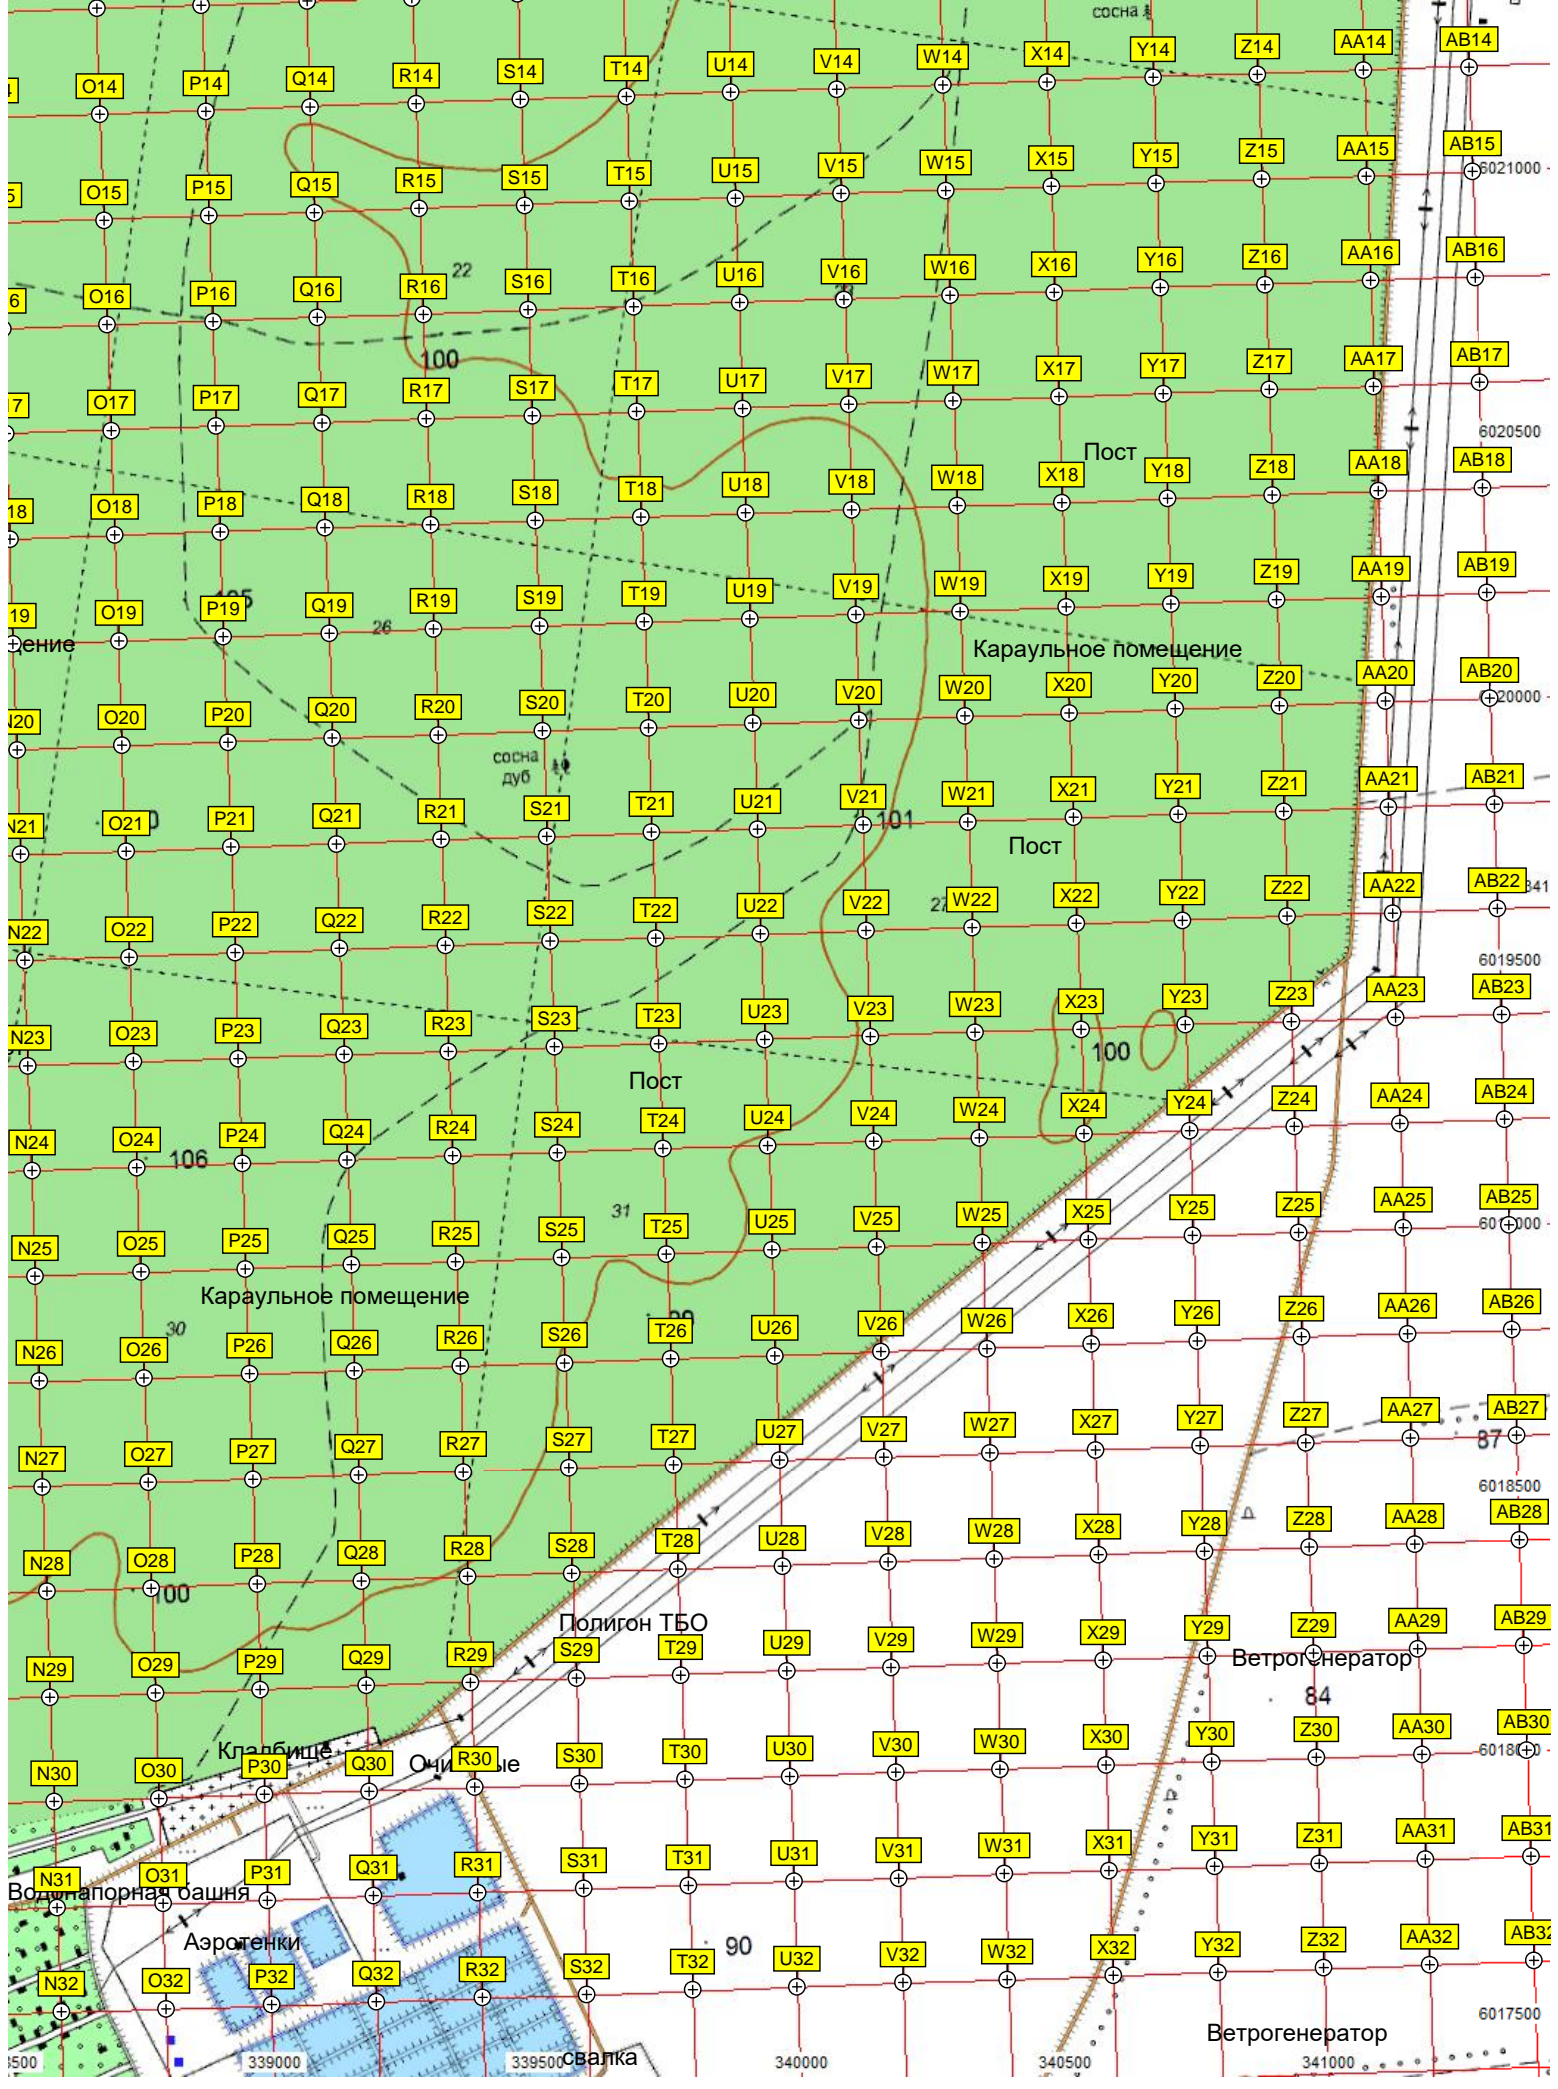 сосна
O14 P14 Q14 R14 S14 T14 U14 V14 W14 X14 Y14 Z14 AA14 AB14
O15 P15 Q15 R15 S15 T15 U15 V15 W15 X15 Y15 Z15 AA15 AB15
6021000
22
O16 P16 Q16 R16 S16 T16 U16 V16 W16 X16 Y16 Z16 AA16 AB16
100
O17 P17 Q17 R17 S17 T17 U17 V17 W17 X17 Y17 Z17 AA17 AB17
6020500
Пост
O18 P18 Q18 R18 S18 T18 U18 V18 W18 X18 Y18 Z18 AA18 AB18
O19 P19 Q19 R19 S19 T19 U19 V19 W19 X19 Y19 Z19 AA19 AB19
26
Караульное помещение
N20 O20 P20 Q20 R20 S20 T20 U20 V20 W20 X20 Y20 Z20 AA20 AB20
сосна
дуб
N21 O21 P21 Q21 R21 S21 T21 U21 V21 W21 X21 Y21 Z21 AA21 AB21
101
Пост
N22 O22 P22 Q22 R22 S22 T22 U22 V22 W22 X22 Y22 Z22 AA22 AB22
6019500
N23 O23 P23 Q23 R23 S23 T23 U23 V23 W23 X23 Y23 Z23 AA23 AB23
100
Пост
N24 O24 P24 Q24 R24 S24 T24 U24 V24 W24 X24 Y24 Z24 AA24 AB24
106
31
N25 O25 P25 Q25 R25 S25 T25 U25 V25 W25 X25 Y25 Z25 AA25 AB25
Караульное помещение
30
N26 O26 P26 Q26 R26 S26 T26 U26 V26 W26 X26 Y26 Z26 AA26 AB26
N27 O27 P27 Q27 R27 S27 T27 U27 V27 W27 X27 Y27 Z27 AA27 AB27
87
6018500
N28 O28 P28 Q28 R28 S28 T28 U28 V28 W28 X28 Y28 Z28 AA28 AB28
100
Полигон ТБО
N29 O29 P29 Q29 R29 S29 T29 U29 V29 W29 X29 Y29 Z29 AA29 AB29
Ветрогенератор
84
Кладбище
N30 O30 P30 Q30 R30 S30 T30 U30 V30 W30 X30 Y30 Z30 AA30 AB30
N31 O31 P31 Q31 R31 S31 T31 U31 V31 W31 X31 Y31 Z31 AA31 AB31
Водонапорная башня
Аэротенки
90
N32 O32 P32 Q32 R32 S32 T32 U32 V32 W32 X32 Y32 Z32 AA32 AB32
6017500
Ветрогенератор
свалка
339000 339500 340000 340500 341000